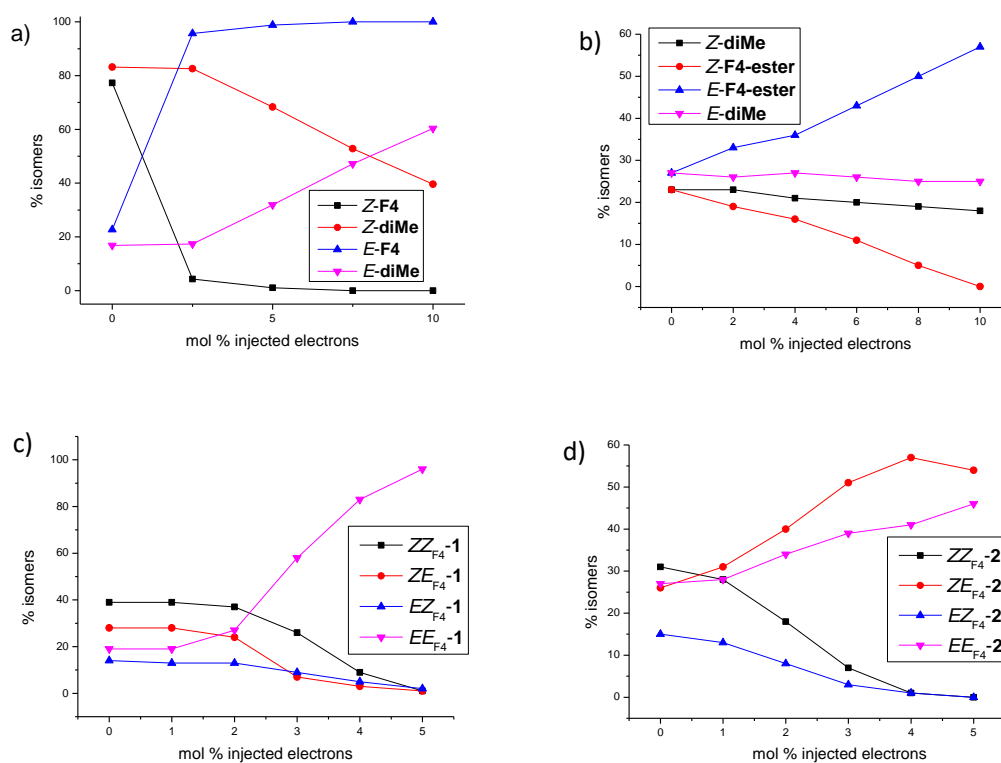 a)
100
80
60
40
20
0
% isomers
Z-F4
Z-diMe
E-F4
E-diMe
0 5 10
mol % injected electrons
b)
60
50
40
30
20
10
0
% isomers
Z-diMe
Z-F4-ester
E-F4-ester
E-diMe
0 2 4 6 8 10
mol % injected electrons
c)
100
80
60
40
20
0
% isomers
ZZF4-1
ZEF4-1
EZF4-1
EEF4-1
0 1 2 3 4 5
mol % injected electrons
d)
60
50
40
30
20
10
0
% isomers
ZZF4-2
ZEF4-2
EZF4-2
EEF4-2
0 1 2 3 4 5
mol % injected electrons